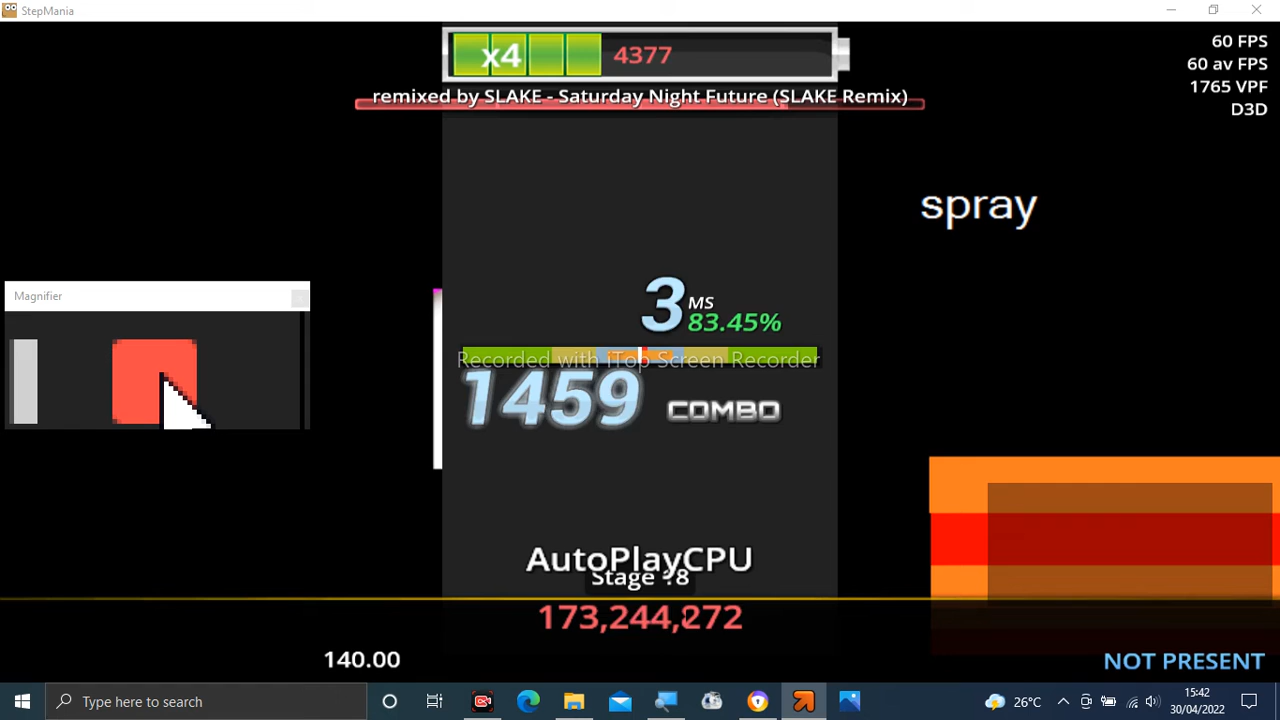 StepMania
x4
4377
60 FPS
60 av FPS
1765 VPF
D3D
remixed by SLAKE - Saturday Night Future (SLAKE Remix)
spray
Magnifier
3 MS
83.45%
Recorded with iTop Screen Recorder
1459 COMBO
AutoPlayCPU
Stage 18
173,244,272
140.00
NOT PRESENT
Type here to search
26°C
15:42
30/04/2022